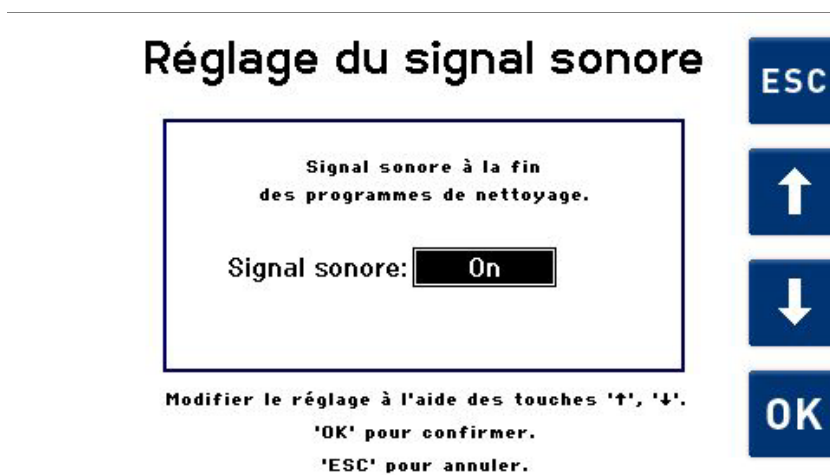 Réglage du signal sonore
ESC
Signal sonore à la fin
des programmes de nettoyage.
Signal sonore: On
Modifier le réglage à l'aide des touches '↑', '↓'.
'OK' pour confirmer.
'ESC' pour annuler.
OK